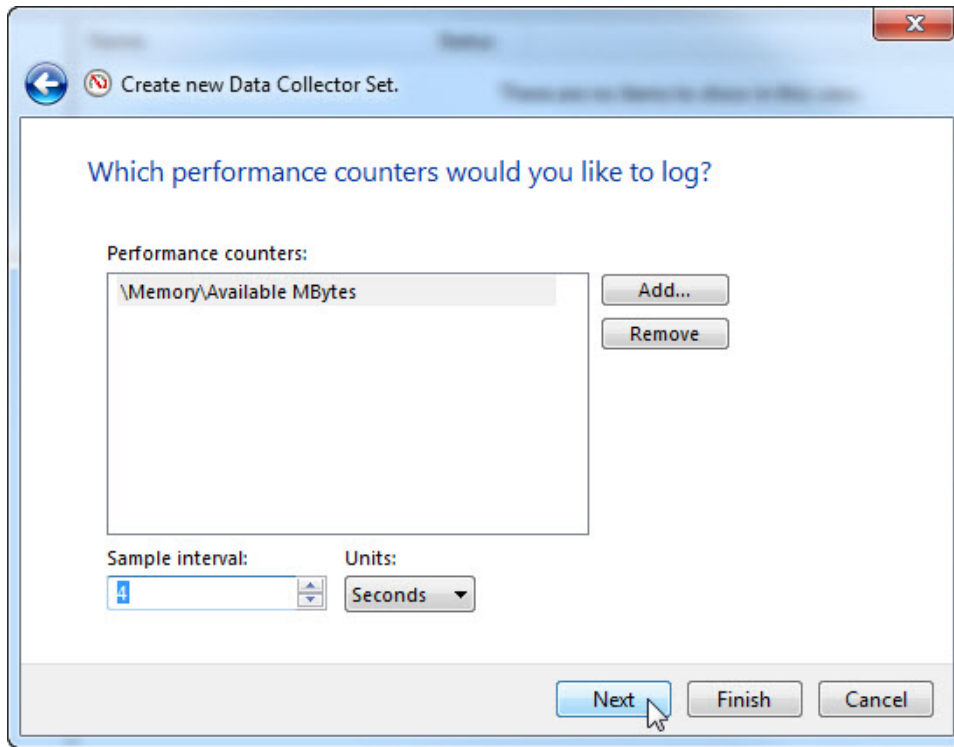 Create new Data Collector Set.
Which performance counters would you like to log?
Performance counters:
\Memory\Available MBytes
Add...
Remove
Sample interval:
Units:
4
Seconds
Next
Finish
Cancel